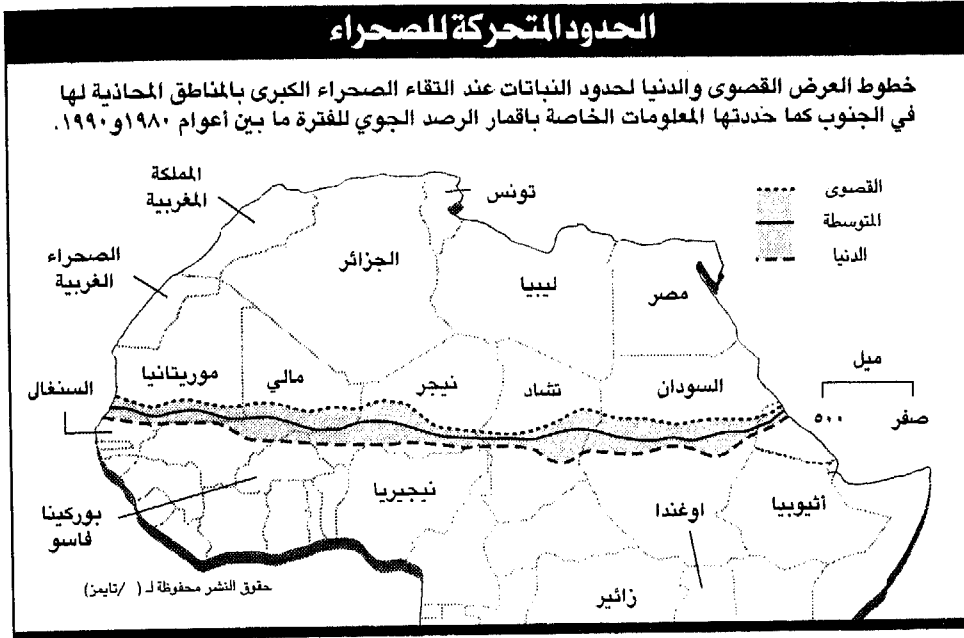 الحدود المتحركة للصحراء
خطوط العرض القصوى والدنيا لحدود النباتات عند التقاء الصحراء الكبرى بالمناطق المحاذية لها
في الجنوب كما حددتها المعلومات الخاصة باقمار الرصد الجوي للفترة ما بين أعوام ١٩٨٠و١٩٩٠.
القصوى
المتوسطة
الدنيا
تونس
المملكة
المغربية
الصحراء
الغربية
الجزائر
ليبيا
مصر
ميل
صفر
٥٠٠
السودان
تشاد
نيجر
مالي
موريتانيا
السنغال
أثيوبيا
اوغندا
نيجيريا
بوركينا
فاسو
زائير
حقوق النشر محفوظة لـ ( /تايمز)